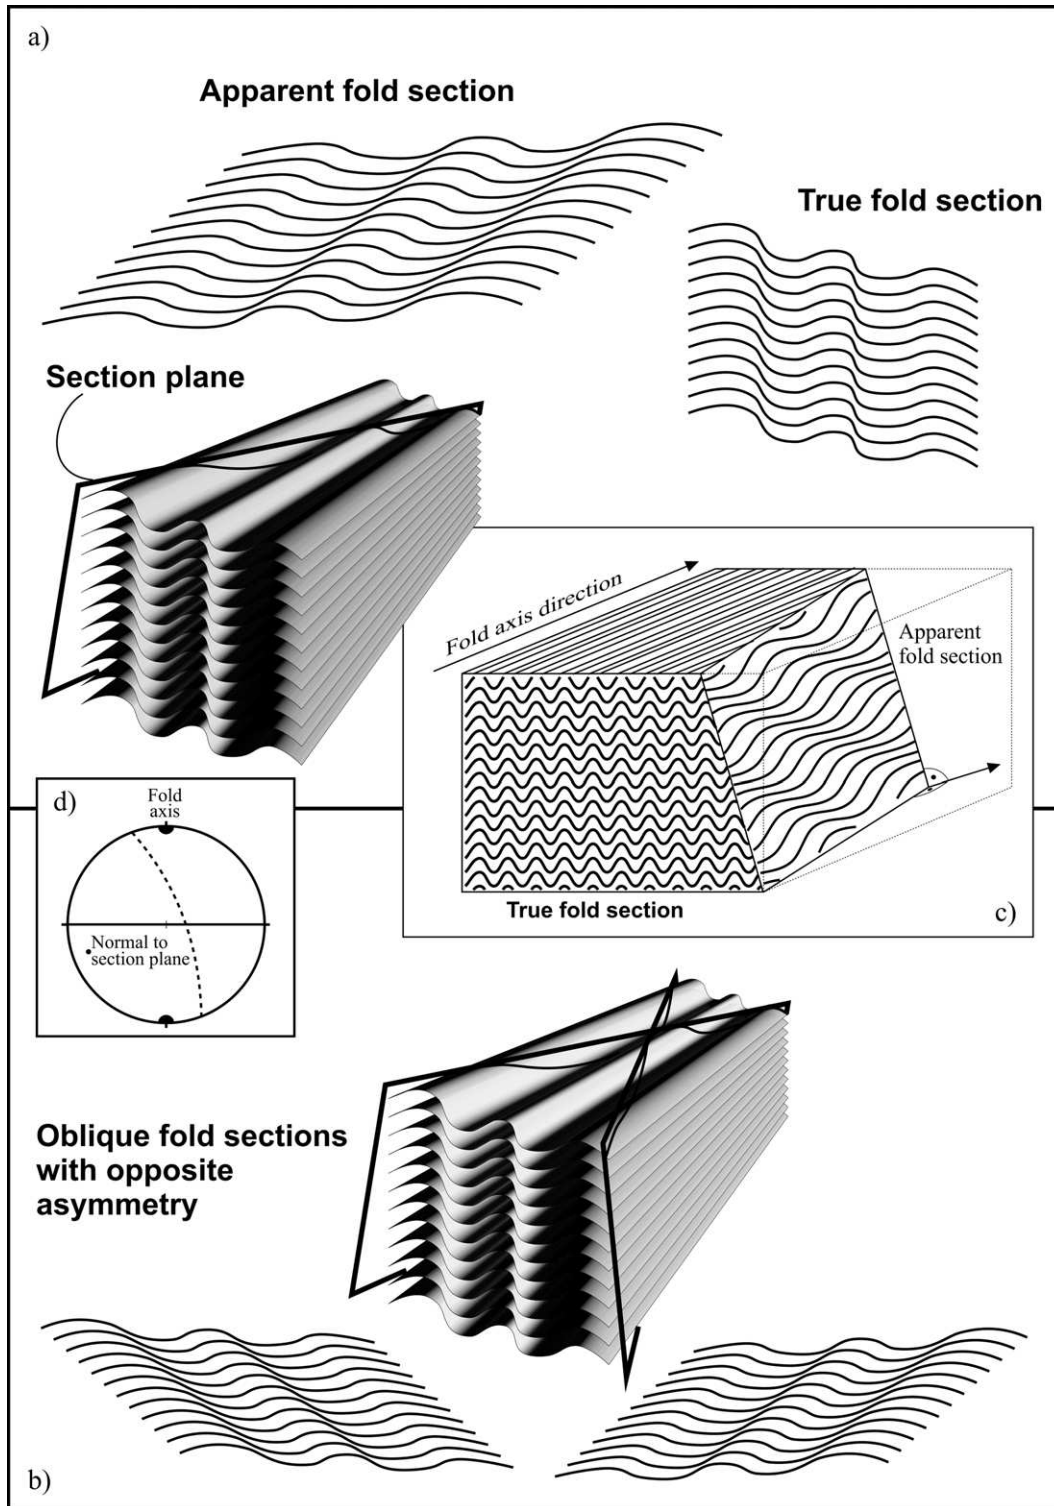 a)
Apparent fold section
True fold section
Section plane
Fold axis direction
Apparent
fold section
True fold section
c)
d)
Fold
axis
Normal to
section plane
Oblique fold sections
with opposite
asymmetry
b)